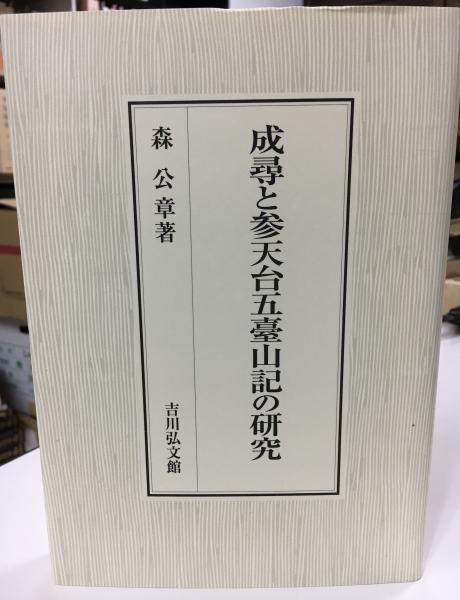 成尋と参天台五臺山記の研究
森公章著
吉川弘文館